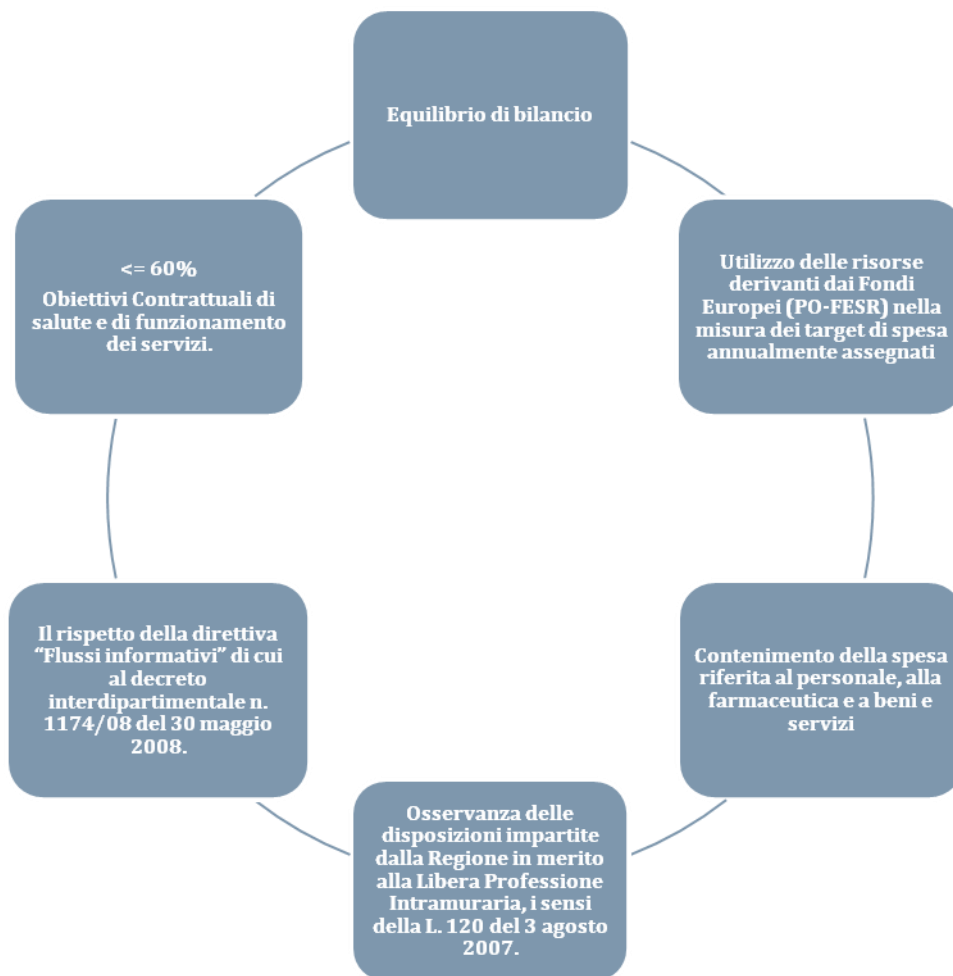 Equilibrio di bilancio
Utilizzo delle risorse
derivanti dai Fondi
Europei (PO-FESR) nella
misura dei target di spesa
annualmente assegnati
Contenimento della spesa
riferita al personale, alla
farmaceutica e a beni e
servizi
Osservanza delle
disposizioni impartite
dalla Regione in merito
alla Libera Professione
Intramuraria, i sensi
della L. 120 del 3 agosto
2007.
Il rispetto della direttiva
“Flussi informativi” di cui
al decreto
interdipartimentale n.
1174/08 del 30 maggio
2008.
<= 60%
Obiettivi Contrattuali di
salute e di funzionamento
dei servizi.